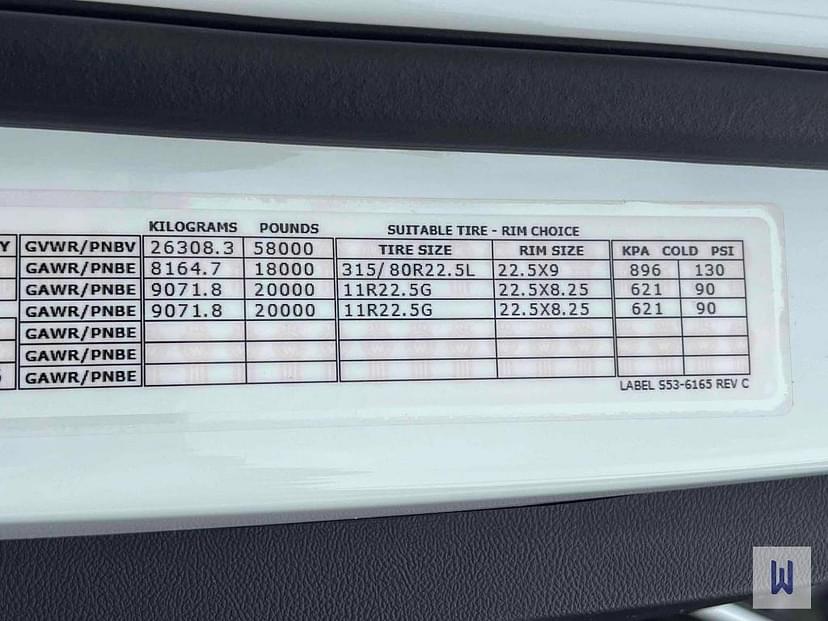 KILOGRAMS POUNDS SUITABLE TIRE - RIM CHOICE
Y GVWR/PNBV 26308.3 58000 TIRE SIZE RIM SIZE KPA COLD PSI
GAWR/PNBE 8164.7 18000 315/ 80R22.5L 22.5X9 896 130
GAWR/PNBE 9071.8 20000 11R22.5G 22.5X8.25 621 90
GAWR/PNBE 9071.8 20000 11R22.5G 22.5X8.25 621 90
GAWR/PNBE
GAWR/PNBE
GAWR/PNBE
LABEL S53-6165 REV C
W